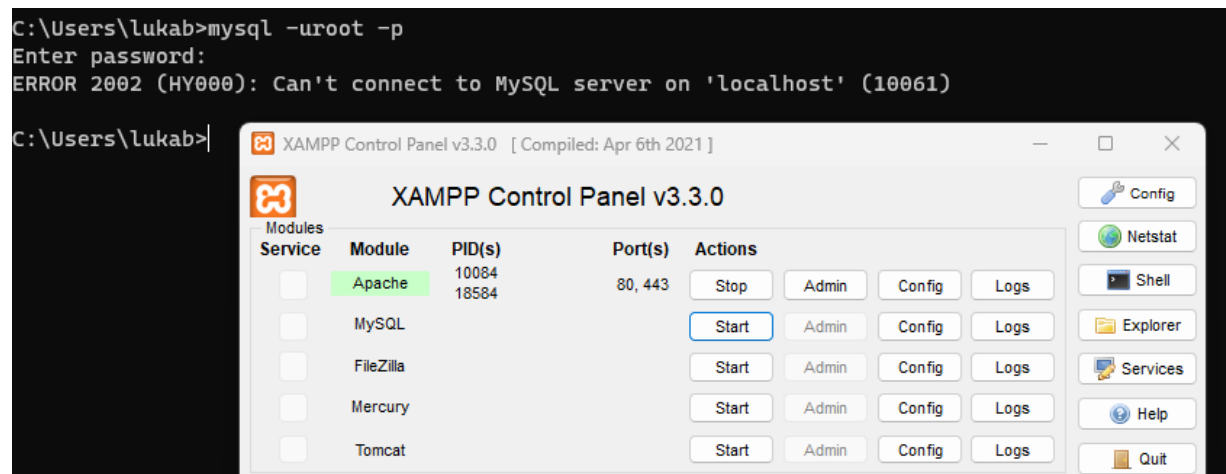 C:\Users\lukab>mysql -uroot -p
Enter password:
ERROR 2002 (HY000): Can't connect to MySQL server on 'localhost' (10061)
C:\Users\lukab>
XAMPP Control Panel v3.3.0 [ Compiled: Apr 6th 2021 ]
XAMPP Control Panel v3.3.0
Config
Modules
Service Module PID(s) Port(s) Actions
Netstat
Apache 10084 18584 80, 443 Stop Admin Config Logs
Shell
MySQL Start Admin Config Logs
Explorer
FileZilla Start Admin Config Logs
Services
Mercury Start Admin Config Logs
Help
Tomcat Start Admin Config Logs
Quit